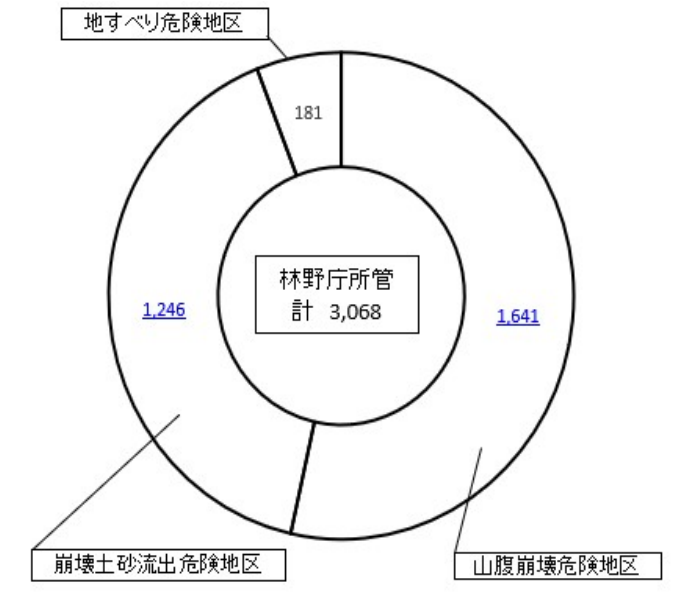 地すべり危険地区
181
林野庁所管
計 3,068
1,246
1,641
崩壊土砂流出危険地区
山腹崩壊危険地区